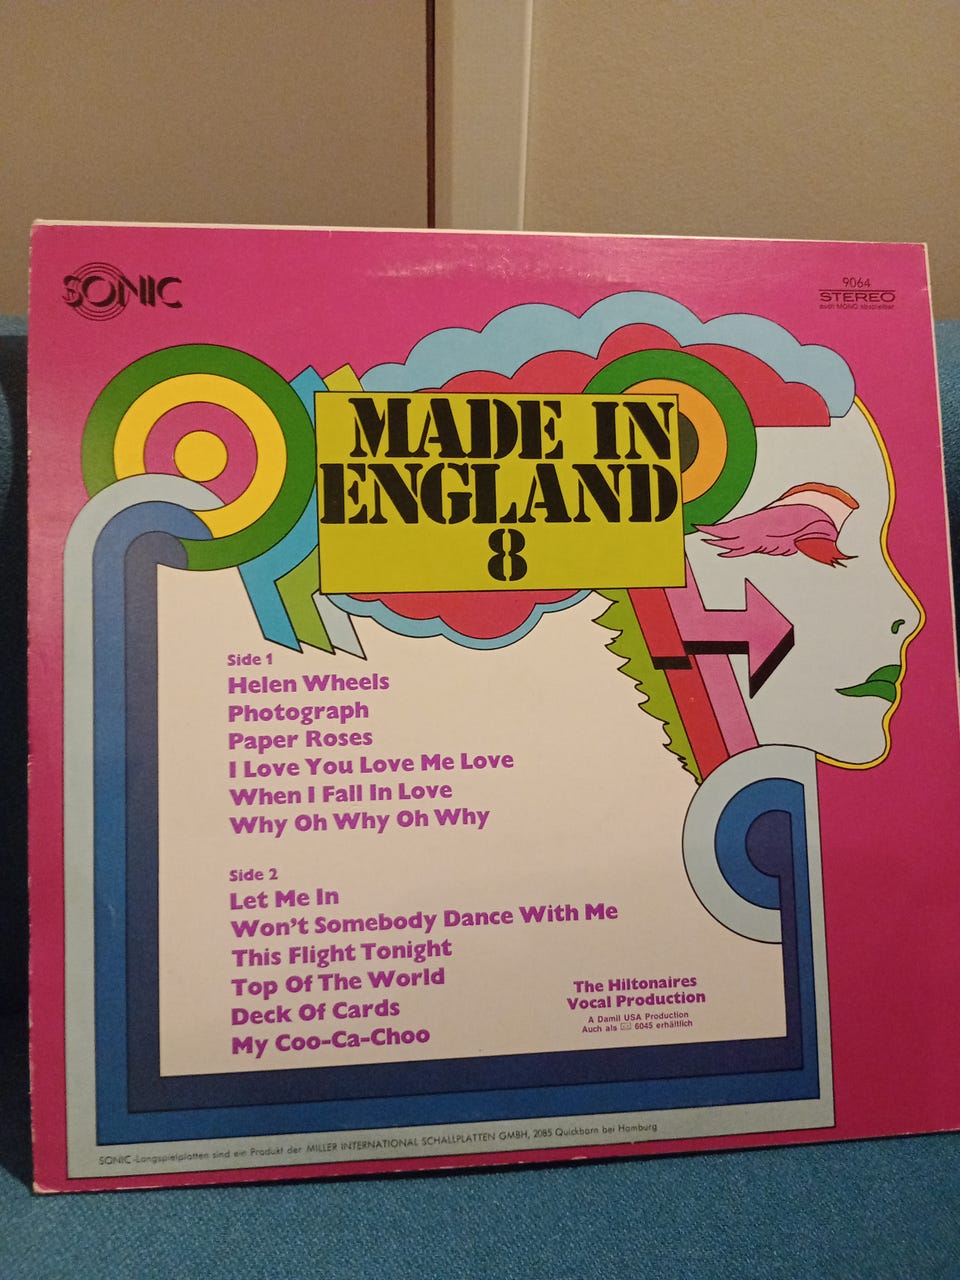 SONIC
9064
STEREO
auch MONO abspielbar
MADE IN
ENGLAND
8
Side 1
Helen Wheels
Photograph
Paper Roses
I Love You Love Me Love
When I Fall In Love
Why Oh Why Oh Why
Side 2
Let Me In
Won't Somebody Dance With Me
This Flight Tonight
Top Of The World
Deck Of Cards
My Coo-Ca-Choo
The Hiltonaires
Vocal Production
A Damil USA Production
Auch als 6045 erhältlich
SONIC-Langspielplatten sind ein Produkt der MILLER INTERNATIONAL SCHALLPLATTEN GMBH, 2085 Quickborn bei Hamburg